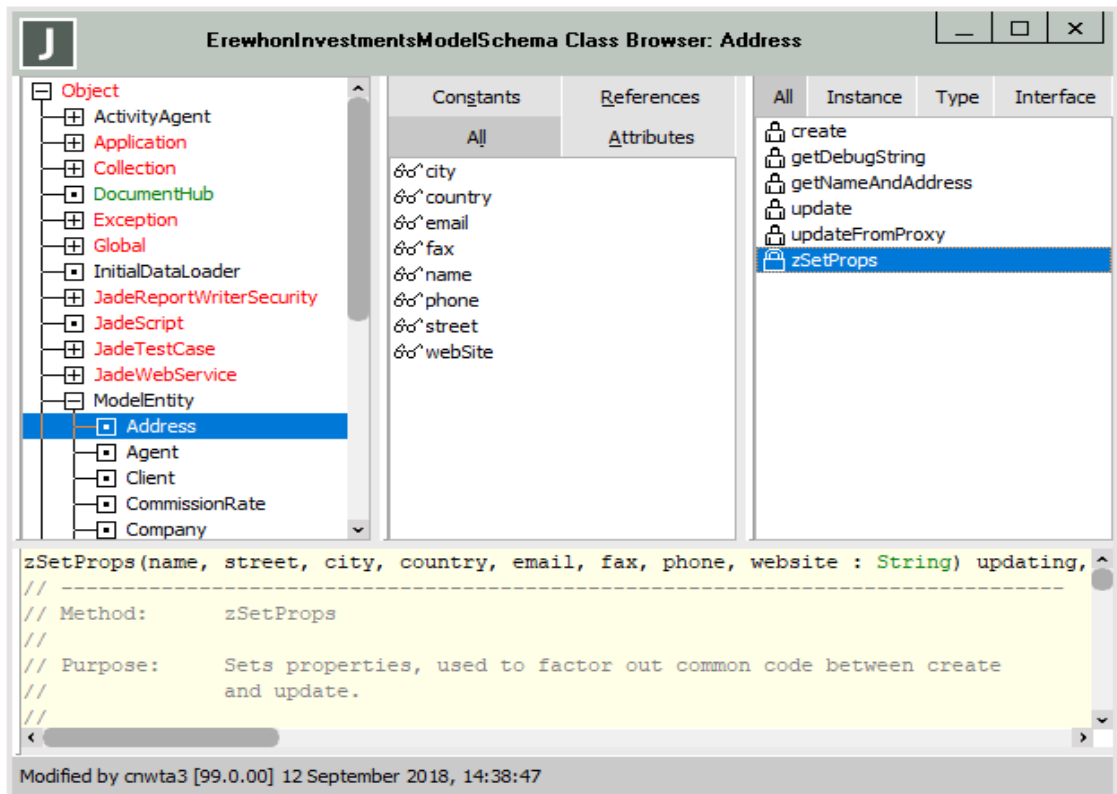 J
ErewhonInvestmentsModelSchema Class Browser: Address
Object
ActivityAgent
Application
Collection
DocumentHub
Exception
Global
InitialDataLoader
JadeReportWriterSecurity
JadeScript
JadeTestCase
JadeWebService
ModelEntity
Address
Agent
Client
CommissionRate
Company
Constants References
All Attributes
city
country
email
fax
name
phone
street
webSite
All Instance Type Interface
create
getDebugString
getNameAndAddress
update
updateFromProxy
zSetProps
zSetProps(name, street, city, country, email, fax, phone, website : String) updating,
// --------------------------------------------------------------------------------
// Method: zSetProps
//
// Purpose: Sets properties, used to factor out common code between create
// and update.
//
Modified by cnwta3 [99.0.00] 12 September 2018, 14:38:47